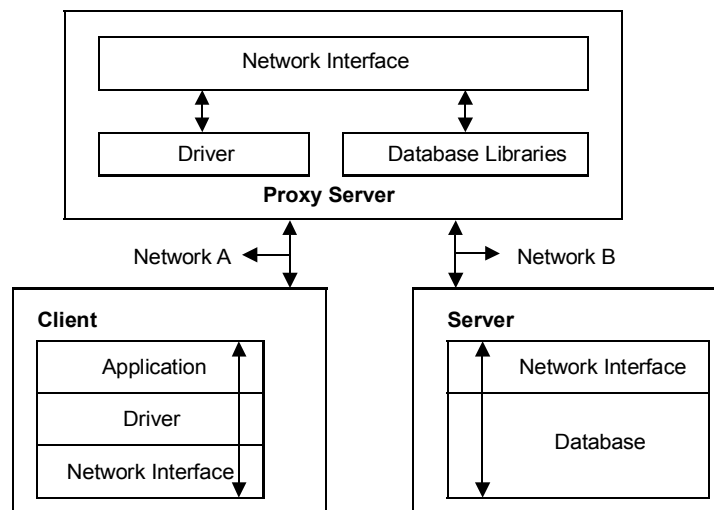 Network Interface
Driver
Database Libraries
Proxy Server
Network A
Network B
Client
Application
Driver
Network Interface
Server
Network Interface
Database